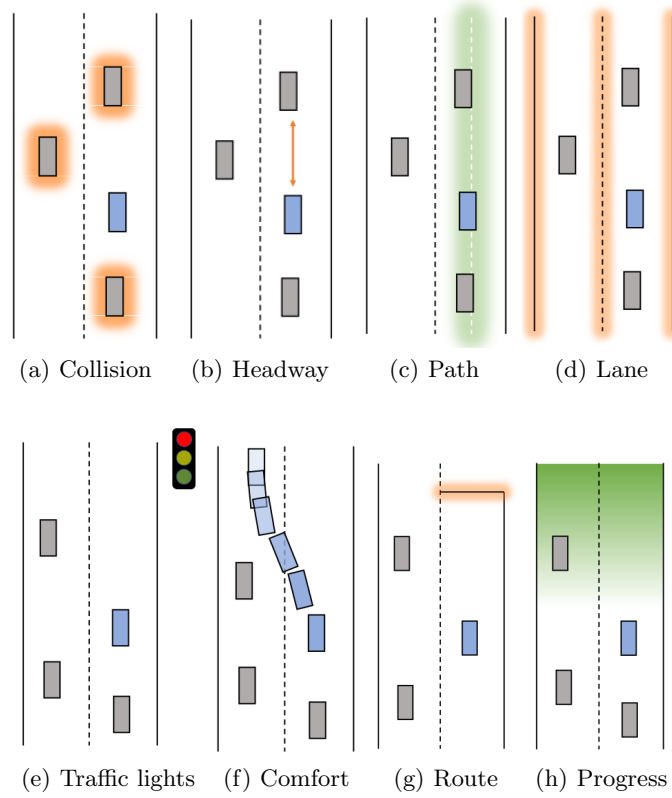 (a) Collision (b) Headway (c) Path (d) Lane
(e) Traffic lights (f) Comfort (g) Route (h) Progress